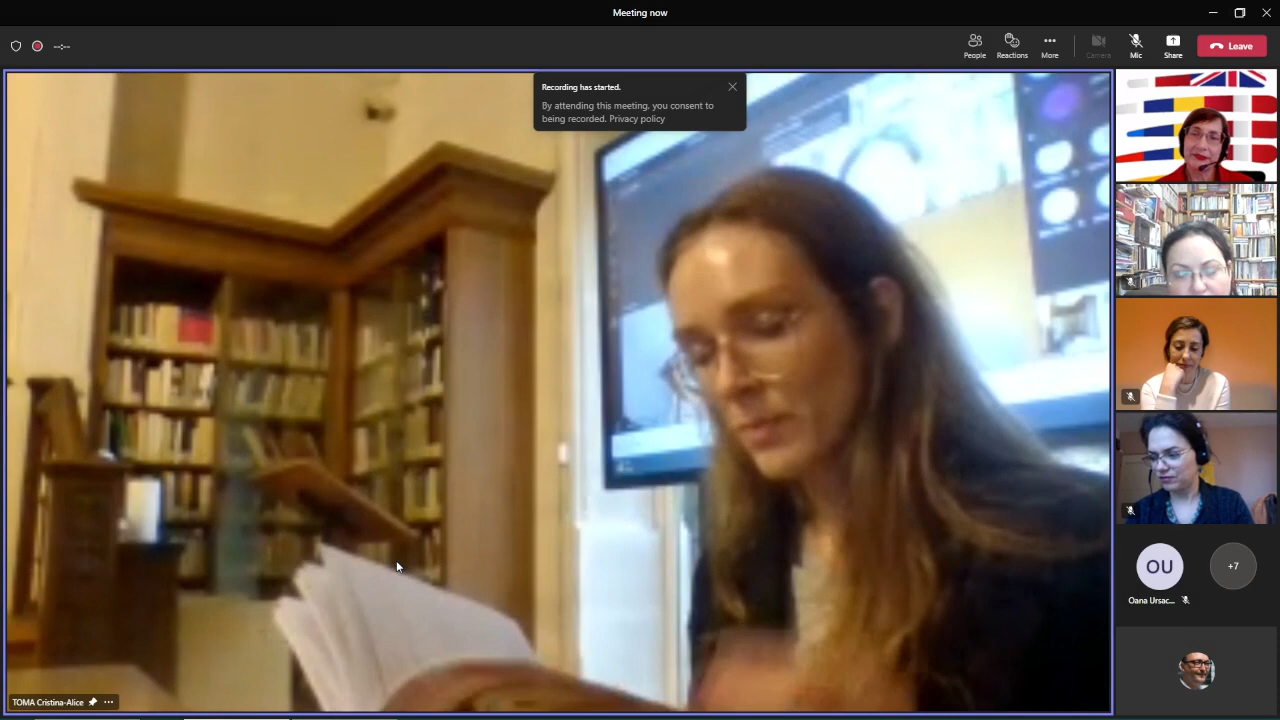 Meeting now
--:--
People
Reactions
More
Camera
Mic
Share
Leave
Recording has started.
By attending this meeting, you consent to
being recorded. Privacy policy
OU
+7
Oana Ursac...
TOMA Cristina-Alice
...